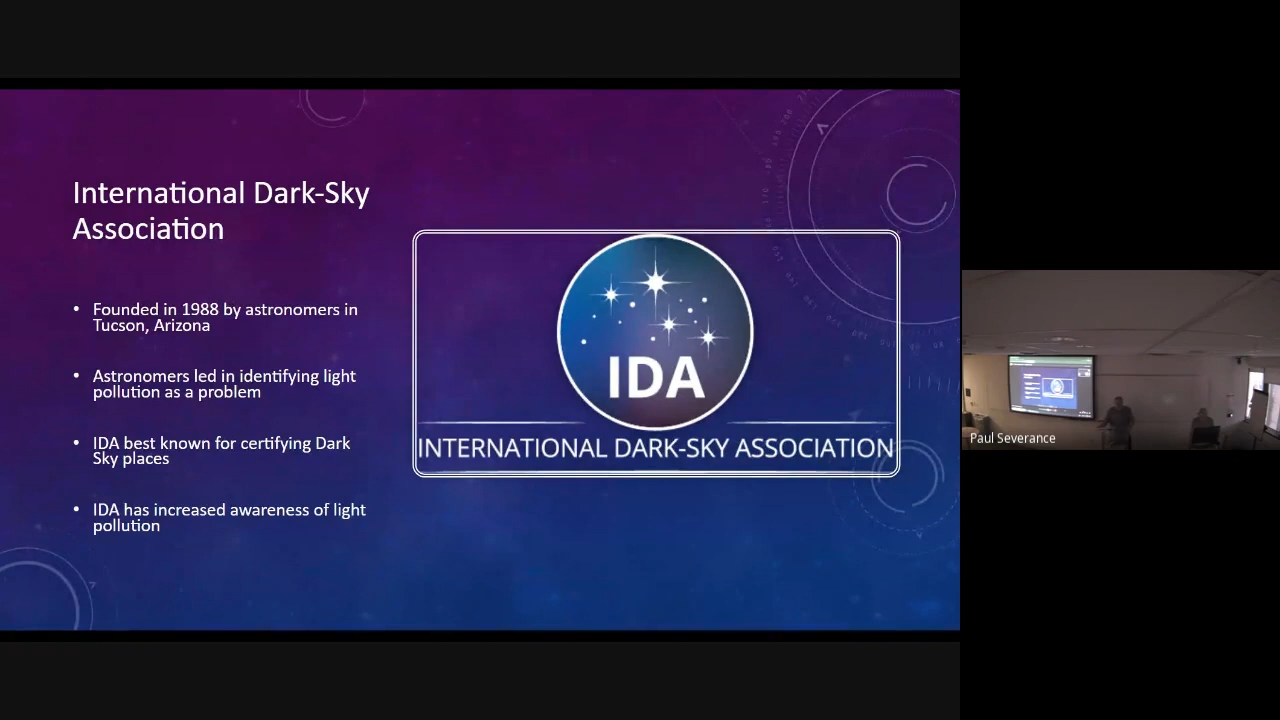 International Dark-Sky
Association
• Founded in 1988 by astronomers in
Tucson, Arizona
• Astronomers led in identifying light
pollution as a problem
• IDA best known for certifying Dark
Sky places
• IDA has increased awareness of light
pollution
IDA
INTERNATIONAL DARK-SKY ASSOCIATION
Paul Severance